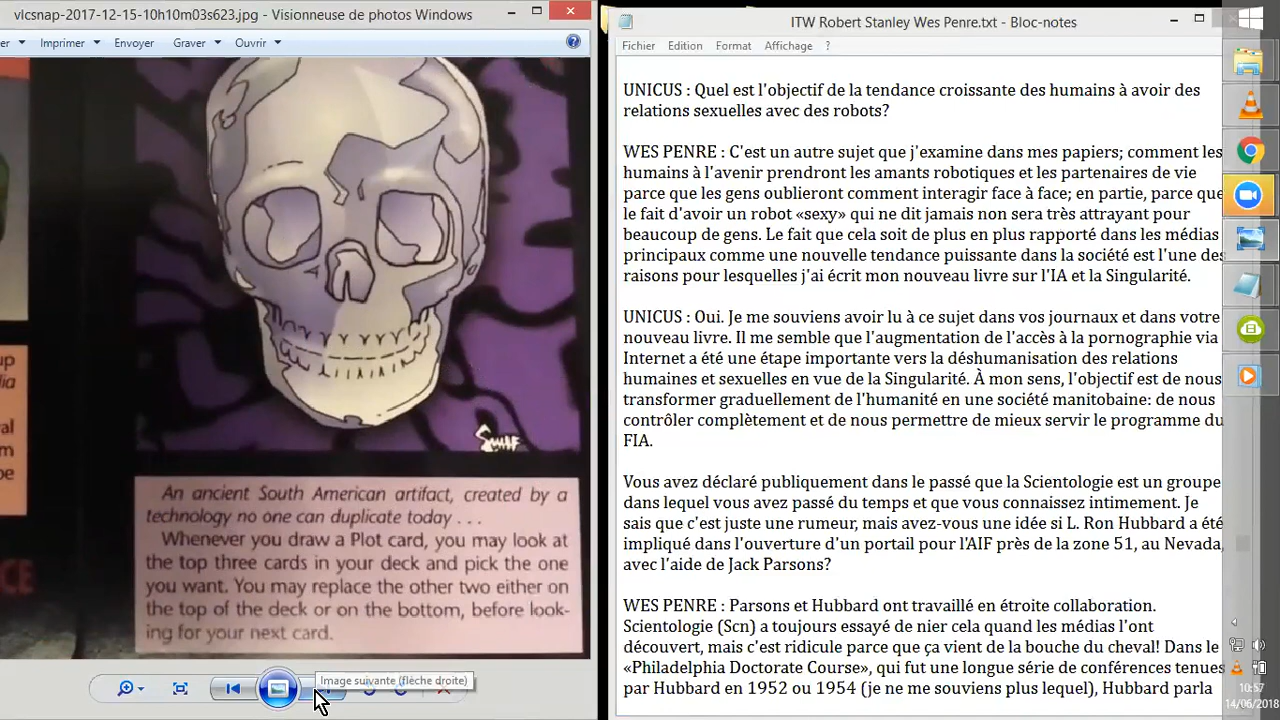 vlcsnap-2017-12-15-10h10m03s623.jpg - Visionneuse de photos Windows
Imprimer Envoyer Graver Ouvrir
An ancient South American artifact, created by a
technology no one can duplicate today . . .
Whenever you draw a Plot card, you may look at
the top three cards in your deck and pick the one
you want. You may replace the other two either on
the top of the deck or on the bottom, before look-
ing for your next card.
Image suivante (flèche droite)
ITW Robert Stanley Wes Penre.txt - Bloc-notes
Fichier Edition Format Affichage ?
UNICUS : Quel est l'objectif de la tendance croissante des humains à avoir des
relations sexuelles avec des robots?
WES PENRE : C'est un autre sujet que j'examine dans mes papiers; comment les
humains à l'avenir prendront les amants robotiques et les partenaires de vie
parce que les gens oublieront comment interagir face à face; en partie, parce que
le fait d'avoir un robot «sexy» qui ne dit jamais non sera très attrayant pour
beaucoup de gens. Le fait que cela soit de plus en plus rapporté dans les médias
principaux comme une nouvelle tendance puissante dans la société est l'une des
raisons pour lesquelles j'ai écrit mon nouveau livre sur l'IA et la Singularité.
UNICUS : Oui. Je me souviens avoir lu à ce sujet dans vos journaux et dans votre
nouveau livre. Il me semble que l'augmentation de l'accès à la pornographie via
Internet a été une étape importante vers la déshumanisation des relations
humaines et sexuelles en vue de la Singularité. À mon sens, l'objectif est de nous
transformer graduellement de l'humanité en une société manitobaine: de nous
contrôler complètement et de nous permettre de mieux servir le programme du
FIA.
Vous avez déclaré publiquement dans le passé que la Scientologie est un groupe
dans lequel vous avez passé du temps et que vous connaissez intimement. Je
sais que c'est juste une rumeur, mais avez-vous une idée si L. Ron Hubbard a été
impliqué dans l'ouverture d'un portail pour l'AIF près de la zone 51, au Nevada,
avec l'aide de Jack Parsons?
WES PENRE : Parsons et Hubbard ont travaillé en étroite collaboration.
Scientologie (Scn) a toujours essayé de nier cela quand les médias l'ont
découvert, mais c'est ridicule parce que ça vient de la bouche du cheval! Dans le
«Philadelphia Doctorate Course», qui fut une longue série de conférences tenues
par Hubbard en 1952 ou 1954 (je ne me souviens plus lequel), Hubbard parla
10:57
14/06/2018